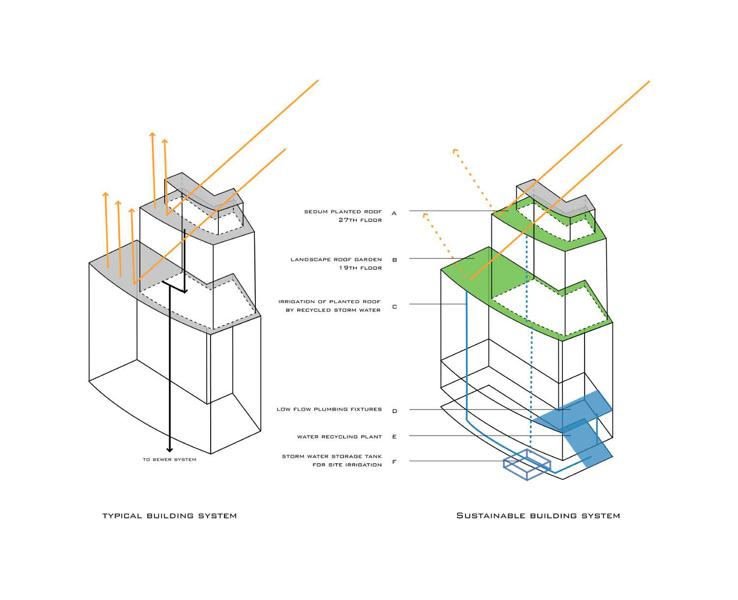 SEDUM PLANTED ROOF A
27TH FLOOR
LANDSCAPE ROOF GARDEN B
19TH FLOOR
IRRIGATION OF PLANTED ROOF C
BY RECYCLED STORM WATER
LOW FLOW PLUMBING FIXTURES D
WATER RECYCLING PLANT E
STORM WATER STORAGE TANK F
FOR SITE IRRIGATION
TO SEWER SYSTEM
TYPICAL BUILDING SYSTEM
SUSTAINABLE BUILDING SYSTEM